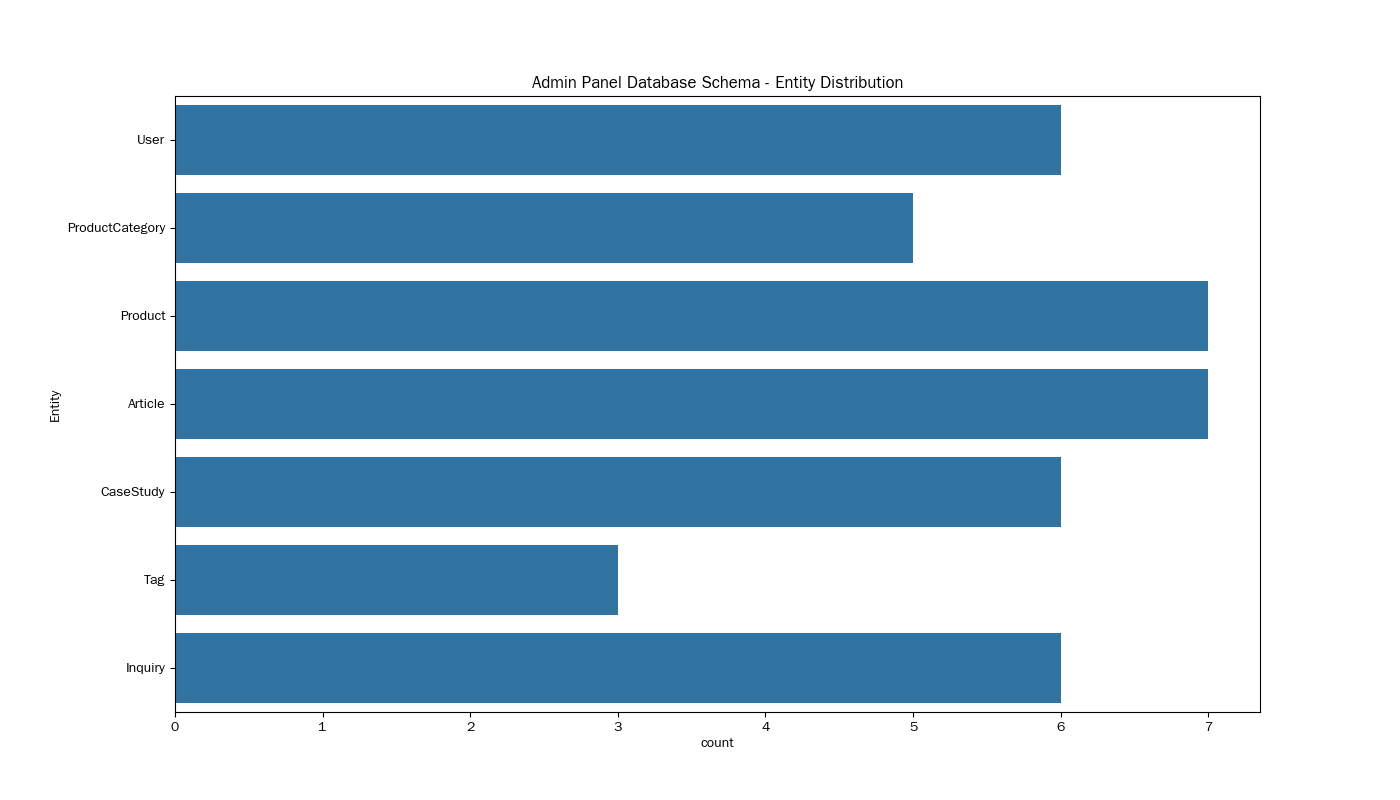 Admin Panel Database Schema - Entity Distribution
User
ProductCategory
Product
Article
CaseStudy
Tag
Inquiry
Entity
0 1 2 3 4 5 6 7
count